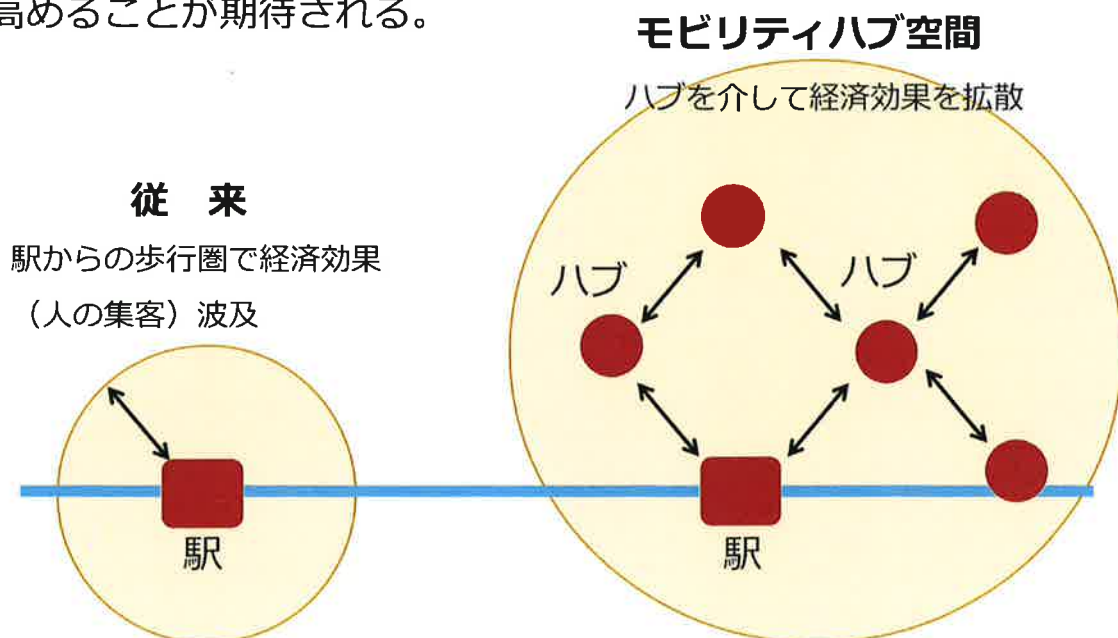 高めることが期待される。
モビリティハブ空間
ハブを介して経済効果を拡散
従　来
駅からの歩行圏で経済効果
（人の集客）波及
ハブ
ハブ
駅
駅